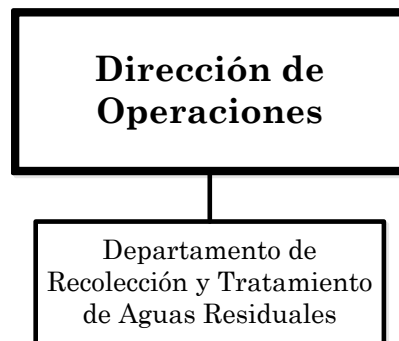 Dirección de
Operaciones
Departamento de
Recolección y Tratamiento
de Aguas Residuales